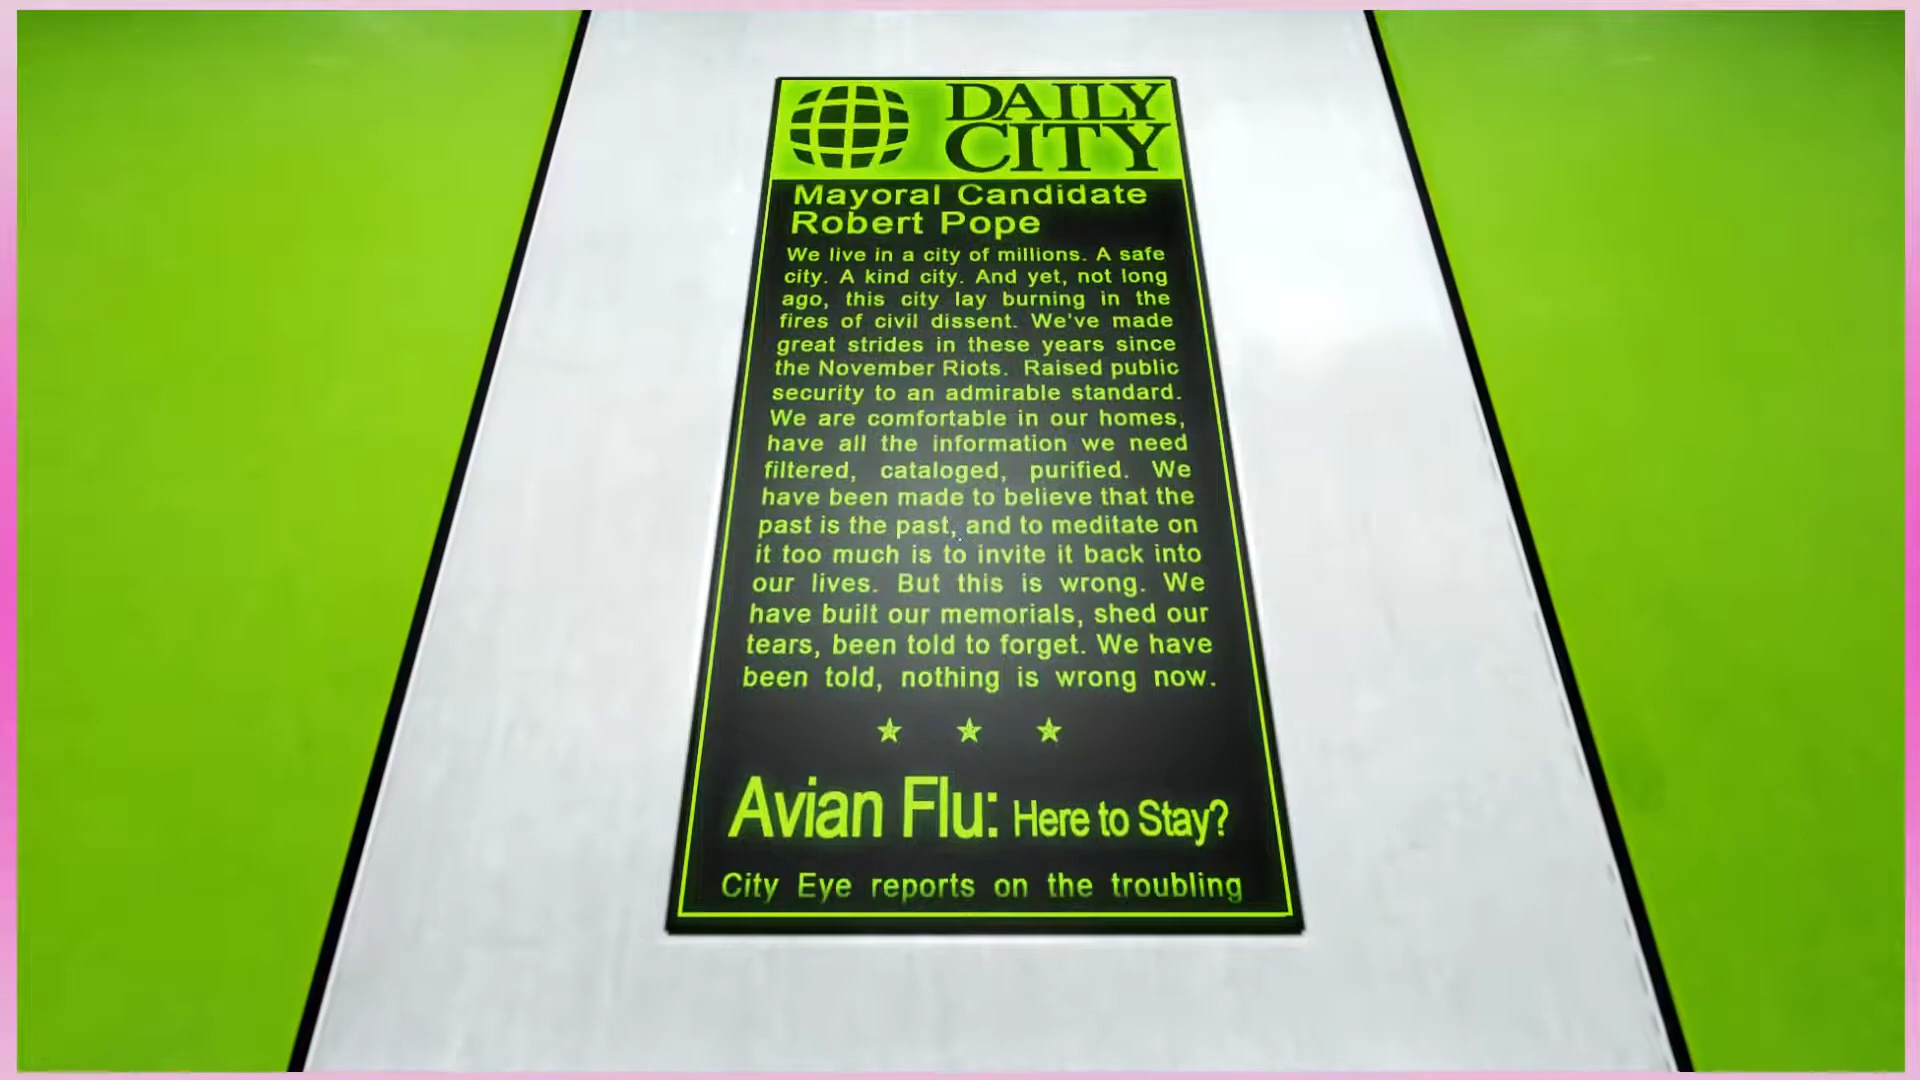 DAILY
CITY
Mayoral Candidate
Robert Pope
We live in a city of millions. A safe
city. A kind city. And yet, not long
ago, this city lay burning in the
fires of civil dissent. We've made
great strides in these years since
the November Riots. Raised public
security to an admirable standard.
We are comfortable in our homes,
have all the information we need
filtered, cataloged, purified. We
have been made to believe that the
past is the past, and to meditate on
it too much is to invite it back into
our lives. But this is wrong. We
have built our memorials, shed our
tears, been told to forget. We have
been told, nothing is wrong now.
Avian Flu: Here to Stay?
City Eye reports on the troubling